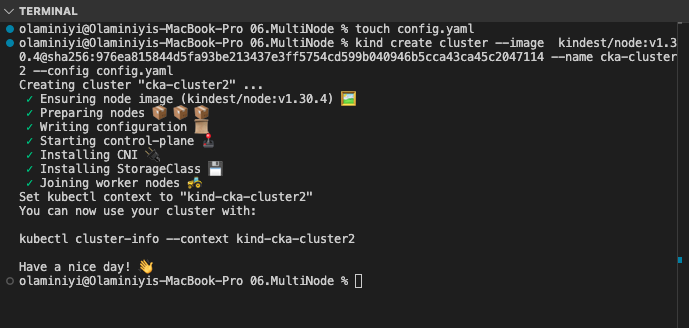 TERMINAL
olaminiyi@Olaminiyis-MacBook-Pro 06.MultiNode % touch config.yaml
olaminiyi@Olaminiyis-MacBook-Pro 06.MultiNode % kind create cluster --image  kindest/node:v1.3
0.4@sha256:976ea815844d5fa93be213437e3ff5754cd599b040946b5cca43ca45c2047114 --name cka-cluster
2 --config config.yaml
Creating cluster "cka-cluster2" ...
✓ Ensuring node image (kindest/node:v1.30.4) 🖼
✓ Preparing nodes 📦 📦 📦
✓ Writing configuration 📜
✓ Starting control-plane 🕹️
✓ Installing CNI 🔌
✓ Installing StorageClass 💾
✓ Joining worker nodes 🚜
Set kubectl context to "kind-cka-cluster2"
You can now use your cluster with:
kubectl cluster-info --context kind-cka-cluster2
Have a nice day! 👋
olaminiyi@Olaminiyis-MacBook-Pro 06.MultiNode %